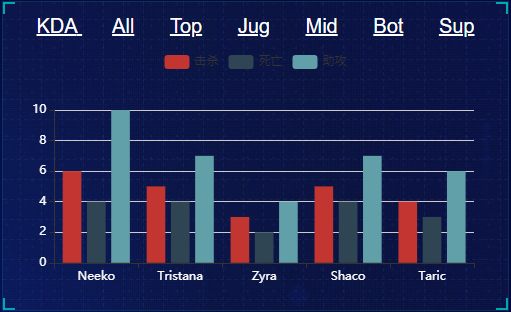 KDA All Top Jug Mid Bot Sup
击杀 死亡 助攻
10
8
6
4
2
0
Neeko Tristana Zyra Shaco Taric